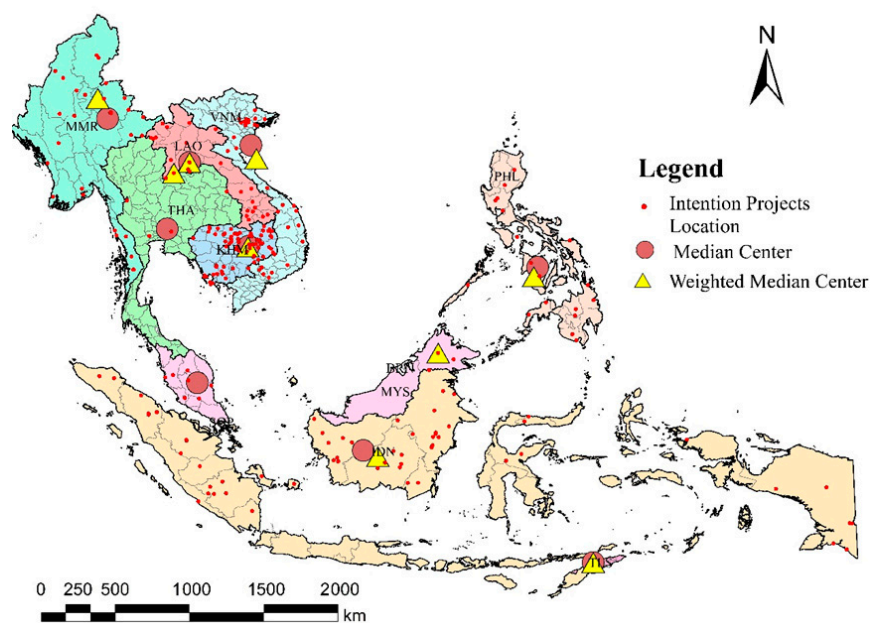 N
VNM
MMR
LAO
PHL
THA
KHM
Legend
Intention Projects
Location
Median Center
Weighted Median Center
BRN
MYS
IDN
0 250 500 1000 1500 2000
km